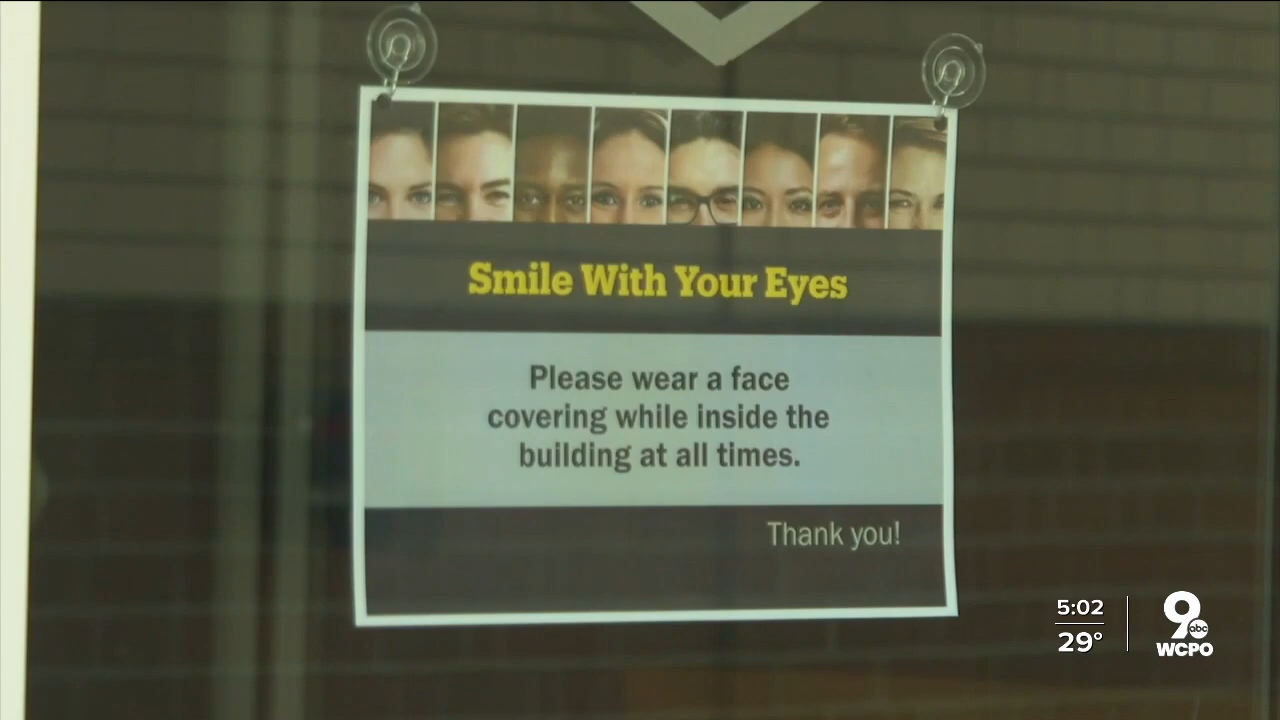 Smile With Your Eyes
Please wear a face
covering while inside the
building at all times.
Thank you!
5:02
29°
9
abc
WCPO